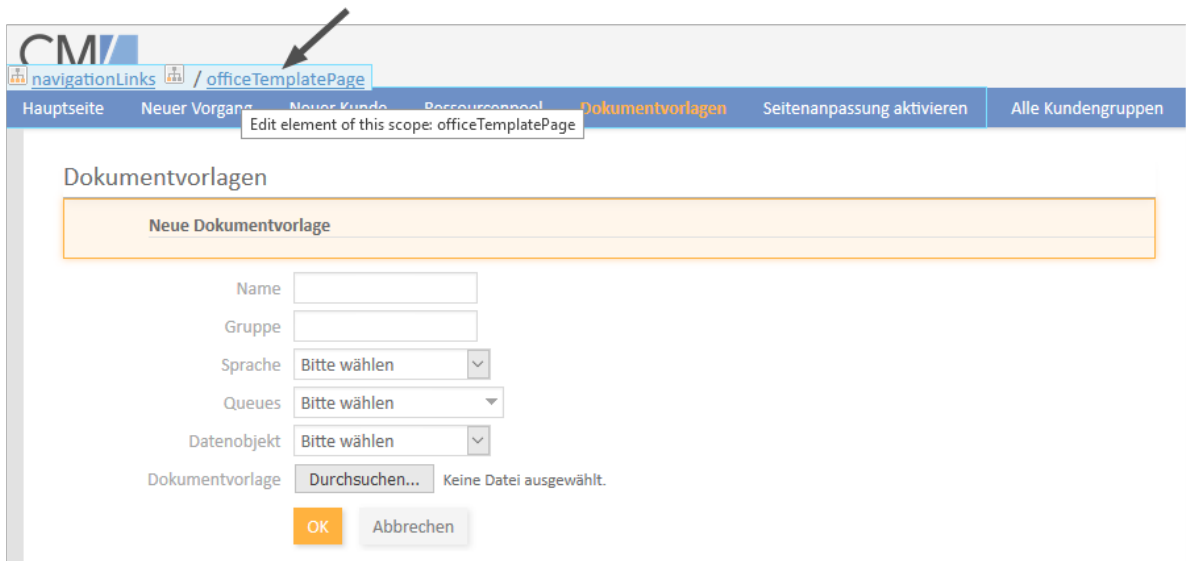 CM/
navigationLinks / officeTemplatePage
Hauptseite Neuer Vorgang Neuer Kunde Ressourcenpool Dokumentvorlagen Seitenanpassung aktivieren Alle Kundengruppen
Edit element of this scope: officeTemplatePage
Dokumentvorlagen
Neue Dokumentvorlage
Name
Gruppe
Sprache Bitte wählen
Queues Bitte wählen
Datenobjekt Bitte wählen
Dokumentvorlage Durchsuchen... Keine Datei ausgewählt.
OK Abbrechen